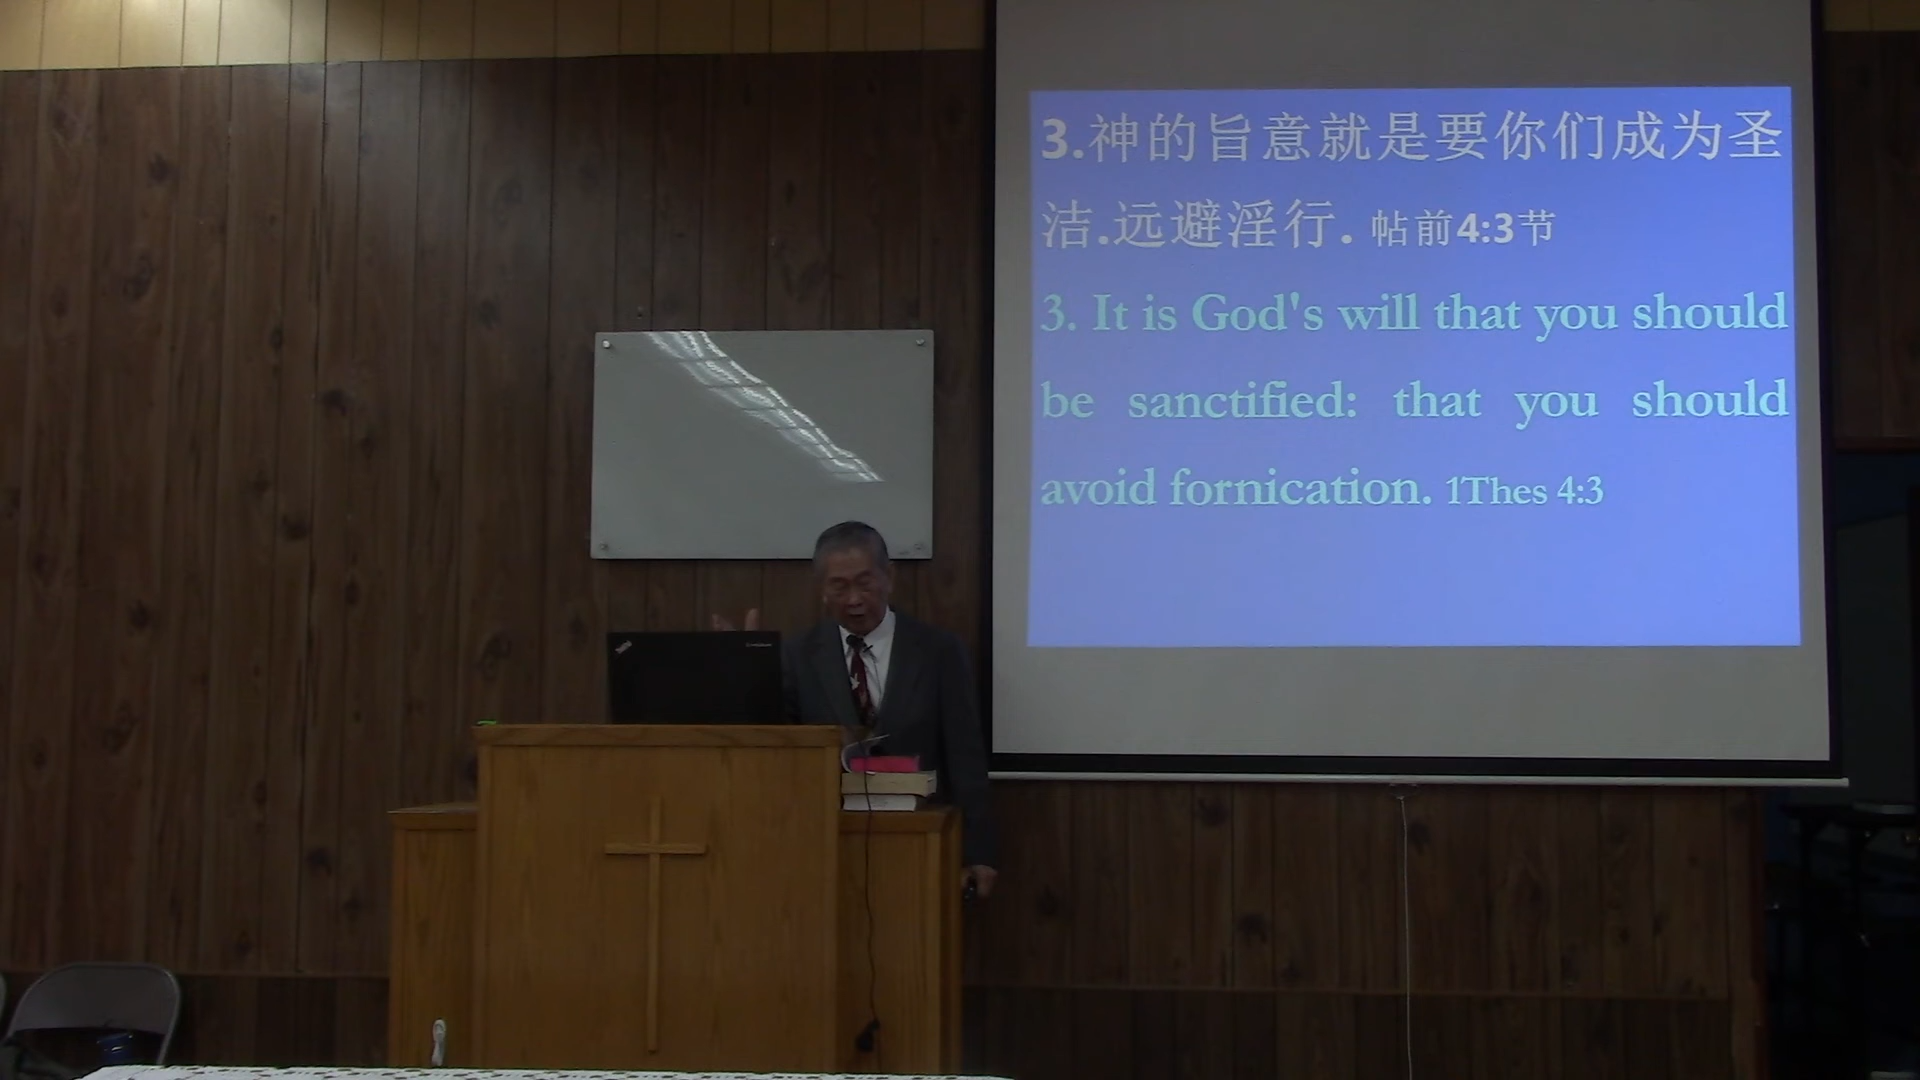 3.神的旨意就是要你们成为圣
洁.远避淫行. 帖前4:3节
3. It is God's will that you should
be sanctified: that you should
avoid fornication. 1Thes 4:3